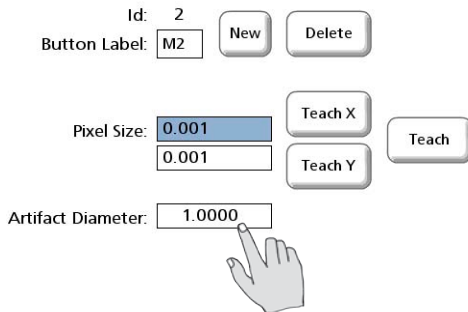 Id: 2
Button Label: M2 New Delete
Teach X
Pixel Size: 0.001
Teach
0.001
Teach Y
Artifact Diameter: 1.0000